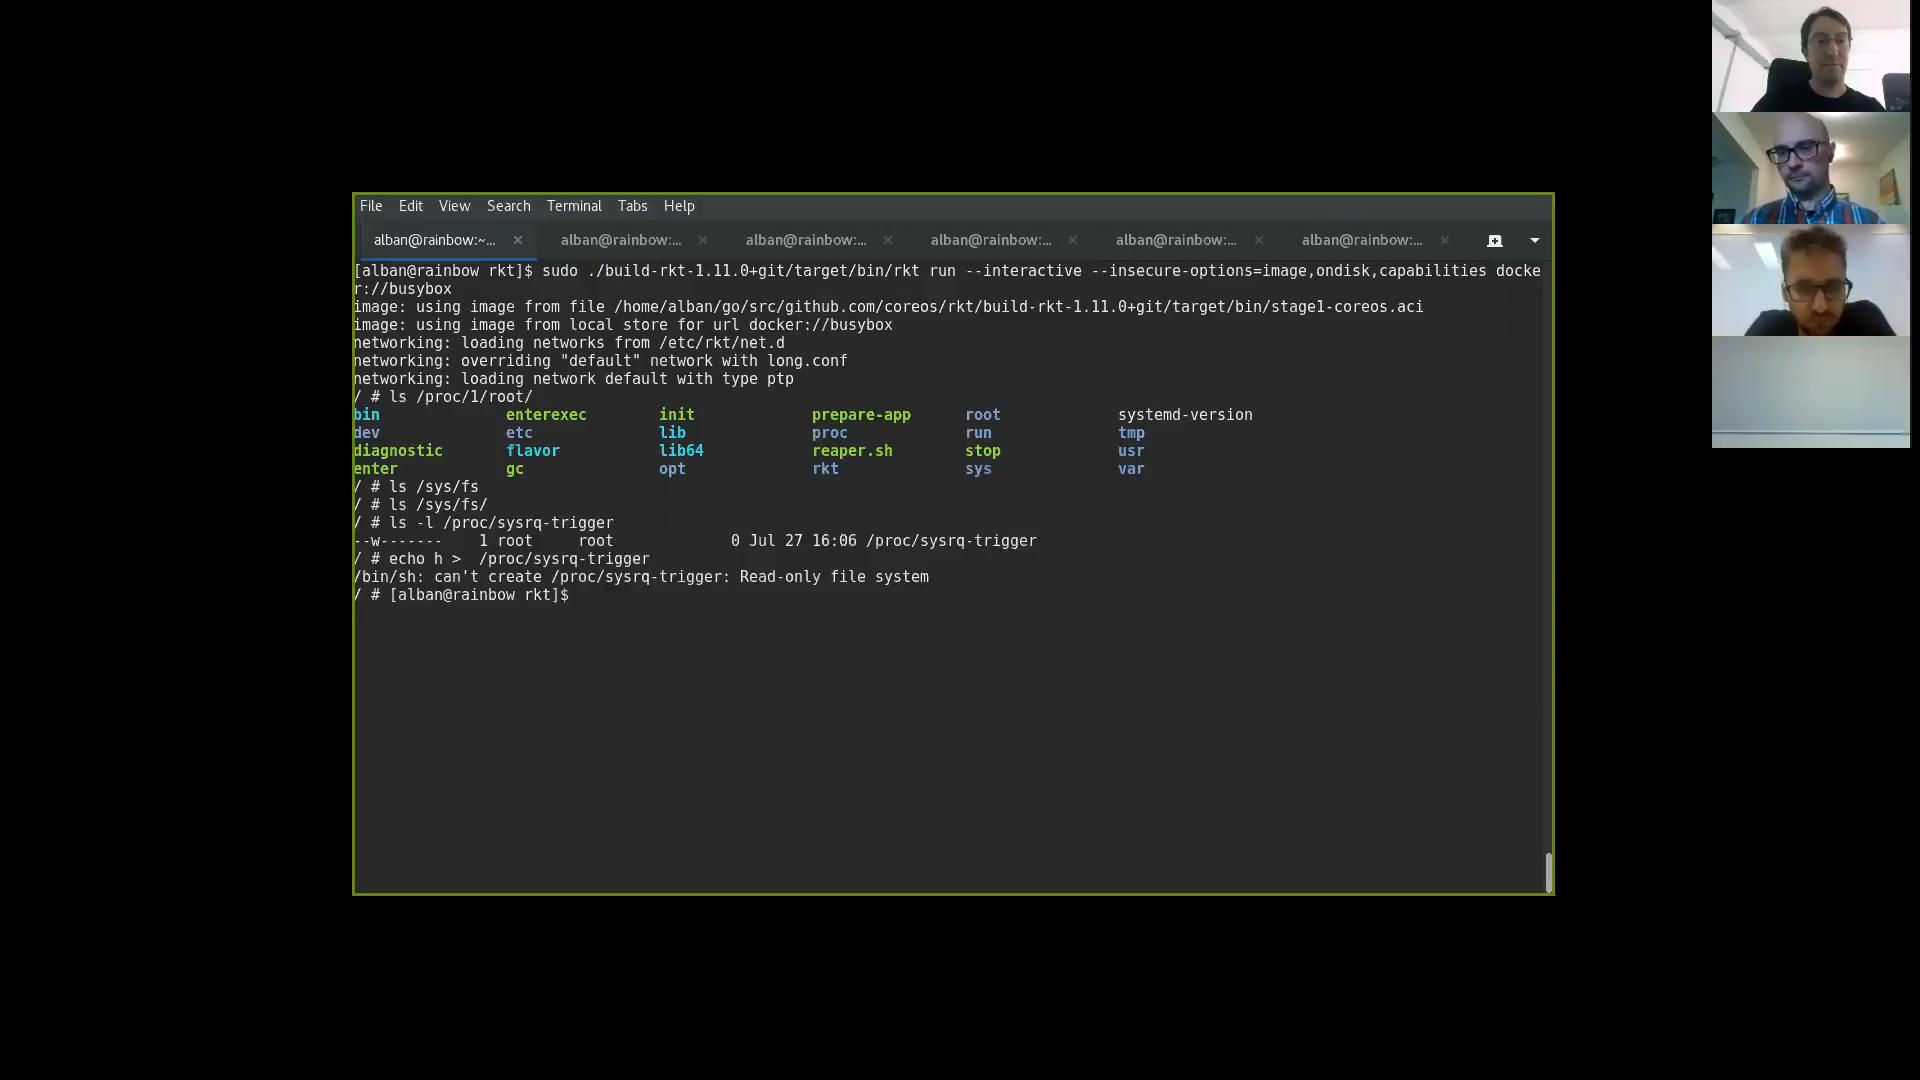 File Edit View Search Terminal Tabs Help
alban@rainbow:~... × alban@rainbow:... × alban@rainbow:... × alban@rainbow:... × alban@rainbow:... × alban@rainbow:... ×
[alban@rainbow rkt]$ sudo ./build-rkt-1.11.0+git/target/bin/rkt run --interactive --insecure-options=image,ondisk,capabilities docke
r://busybox
image: using image from file /home/alban/go/src/github.com/coreos/rkt/build-rkt-1.11.0+git/target/bin/stage1-coreos.aci
image: using image from local store for url docker://busybox
networking: loading networks from /etc/rkt/net.d
networking: overriding "default" network with long.conf
networking: loading network default with type ptp
/ # ls /proc/1/root/
bin enterexec init prepare-app root systemd-version
dev etc lib proc run tmp
diagnostic flavor lib64 reaper.sh stop usr
enter gc opt rkt sys var
/ # ls /sys/fs
/ # ls /sys/fs/
/ # ls -l /proc/sysrq-trigger
--w------- 1 root root 0 Jul 27 16:06 /proc/sysrq-trigger
/ # echo h >  /proc/sysrq-trigger
/bin/sh: can't create /proc/sysrq-trigger: Read-only file system
/ # [alban@rainbow rkt]$